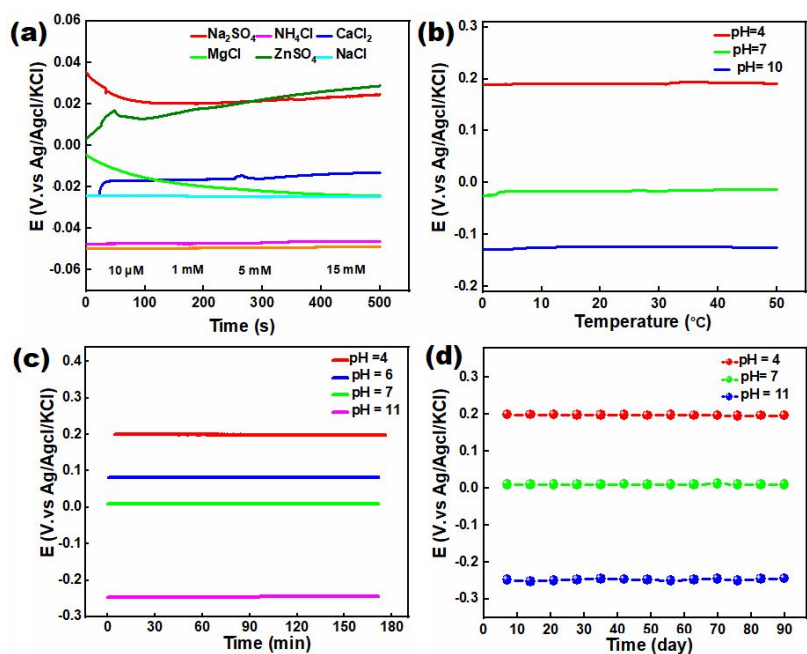 (a)
Na₂SO₄ NH₄Cl CaCl₂
MgCl ZnSO₄ NaCl
0.06
0.04
0.02
0.00
-0.02
-0.04
-0.06
E (V.vs Ag/Agcl/KCl)
10 µM 1 mM 5 mM 15 mM
0 100 200 300 400 500
Time (s)
(b)
pH=4
pH=7
pH= 10
0.3
0.2
0.1
0.0
-0.1
-0.2
E (V.vs Ag/Agcl/KCl)
0 10 20 30 40 50
Temperature (°C)
(c)
pH =4
pH = 6
pH = 7
pH = 11
0.4
0.3
0.2
0.1
0.0
-0.1
-0.2
-0.3
E (V.vs Ag/Agcl/KCl)
0 30 60 90 120 150 180
Time (min)
(d)
pH = 4
pH= 7
pH = 11
0.3
0.2
0.1
0.0
-0.1
-0.2
-0.3
E (V.vs Ag/Agcl/KCl)
0 10 20 30 40 50 60 70 80 90
Time (day)